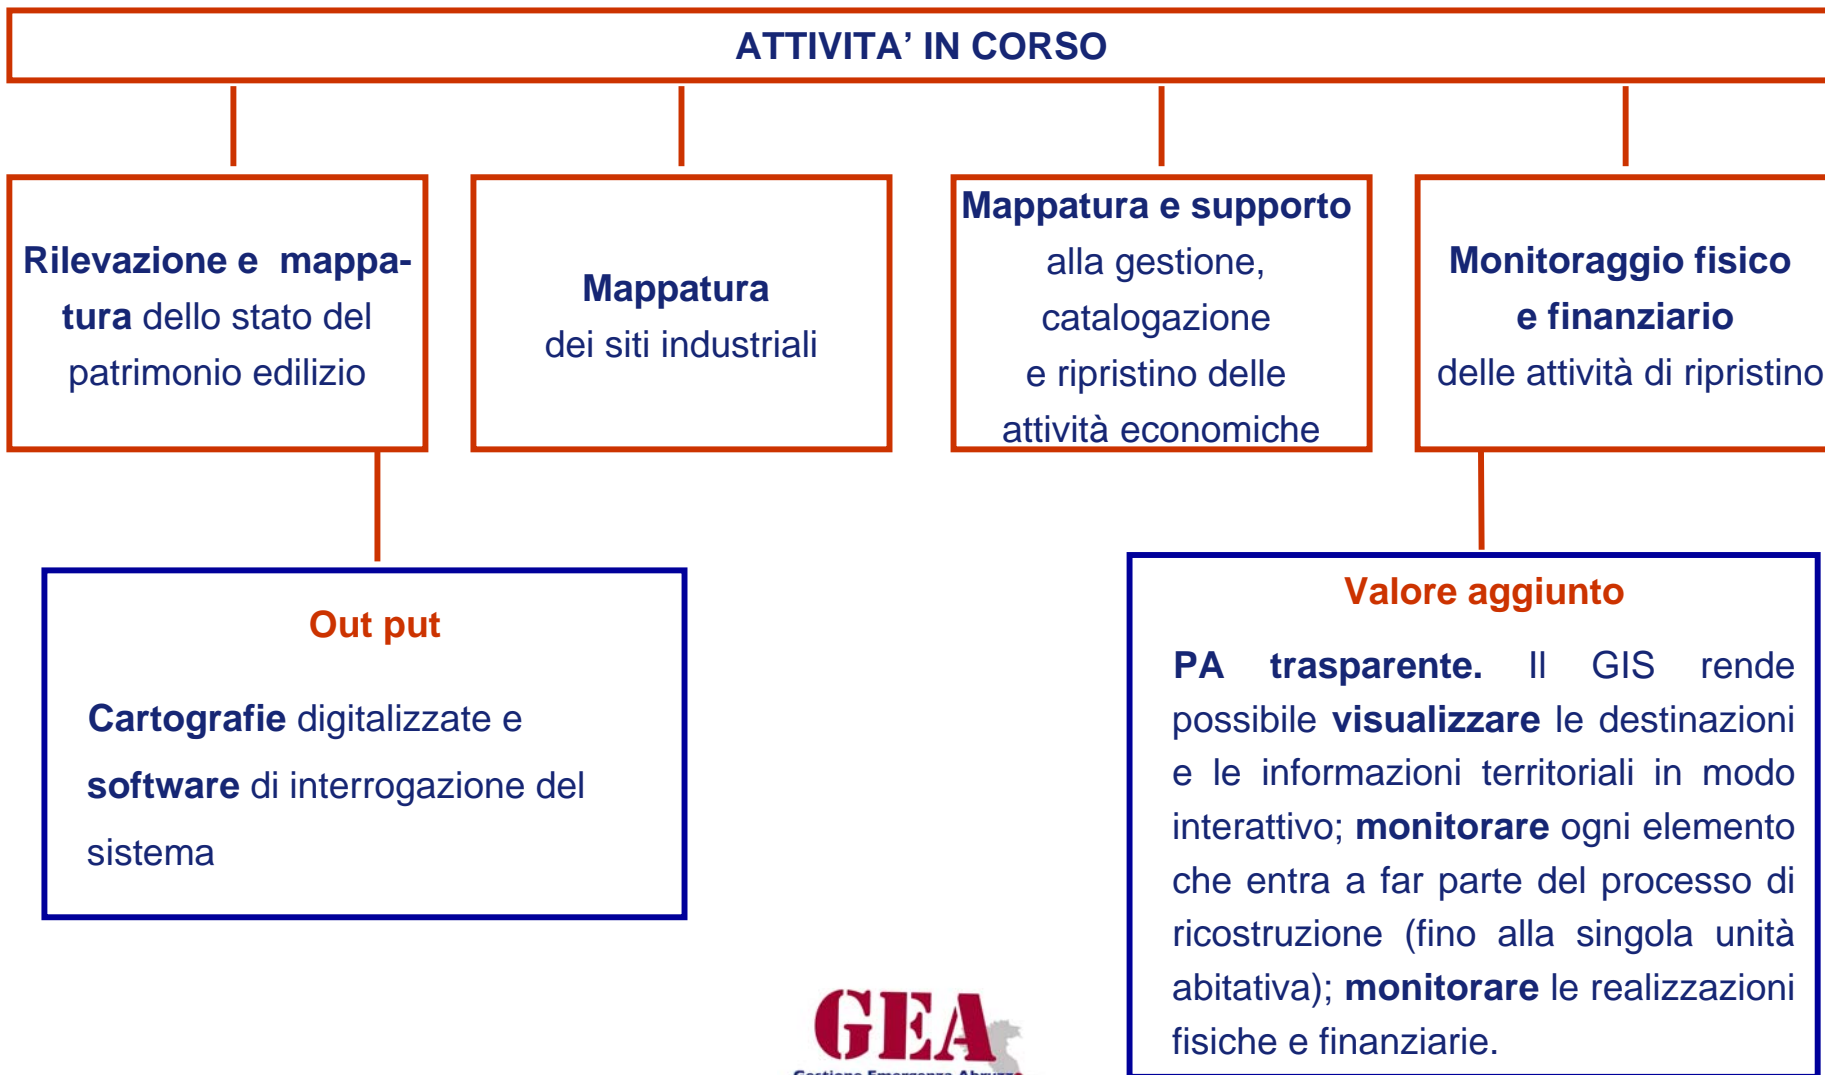 ATTIVITA’ IN CORSO
Rilevazione e mappa-
tura dello stato del
patrimonio edilizio
Mappatura
dei siti industriali
Mappatura e supporto
alla gestione,
catalogazione
e ripristino delle
attività economiche
Monitoraggio fisico
e finanziario
delle attività di ripristino
Out put
Cartografie digitalizzate e
software di interrogazione del
sistema
Valore aggiunto
PA trasparente. Il GIS rende
possibile visualizzare le destinazioni
e le informazioni territoriali in modo
interattivo; monitorare ogni elemento
che entra a far parte del processo di
ricostruzione (fino alla singola unità
abitativa); monitorare le realizzazioni
fisiche e finanziarie.
GEA
Gestione Emergenza Abruzzo